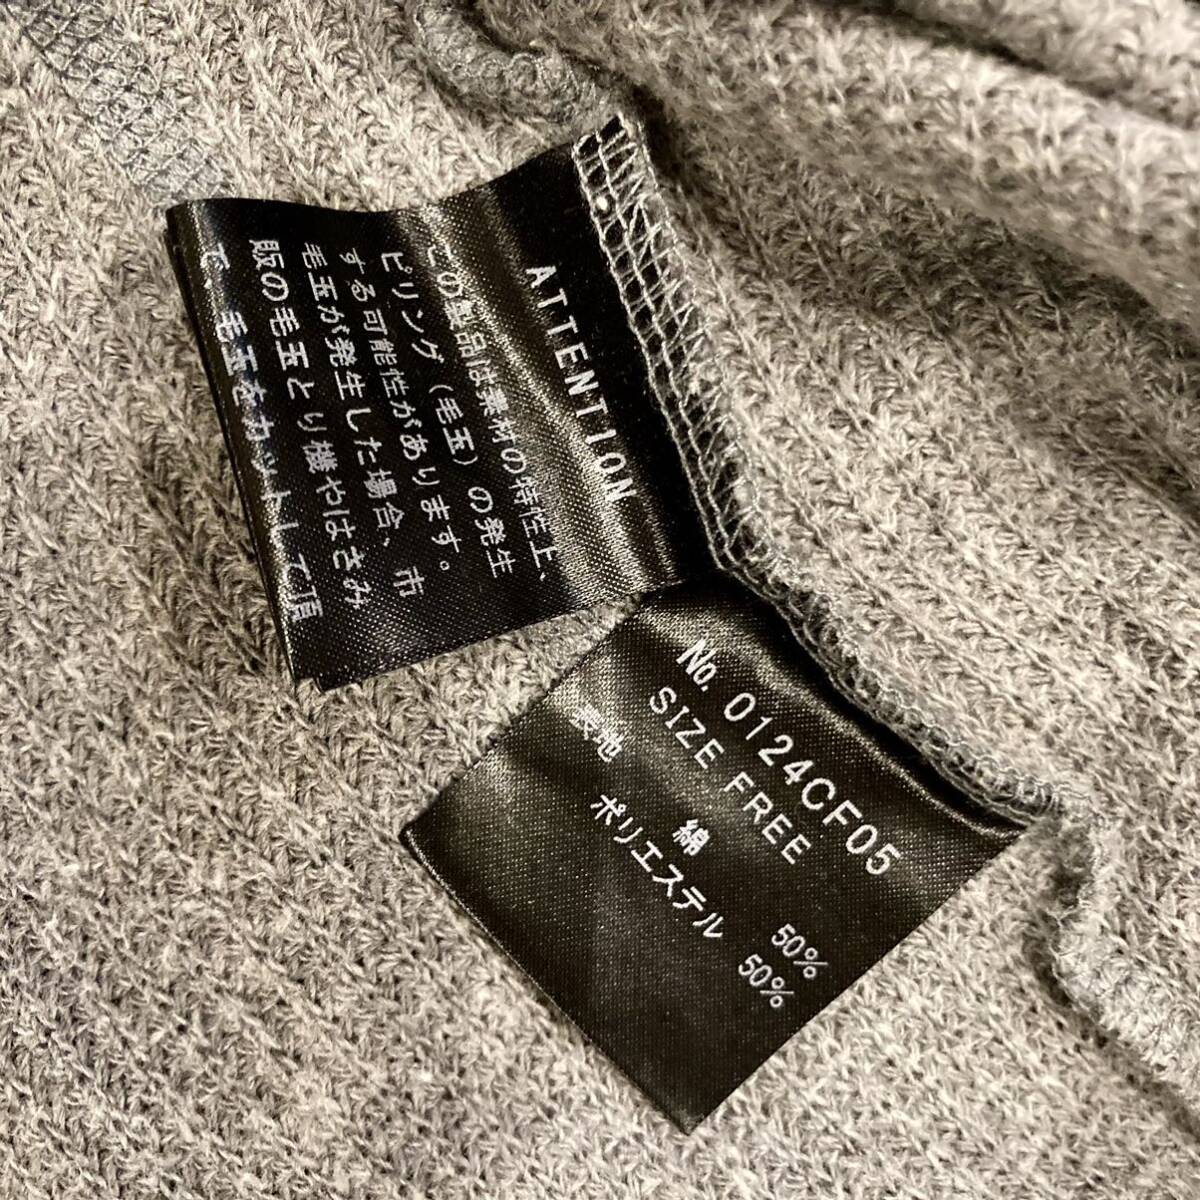 ATTENTION
この製品は素材の特性上、
ピリング（毛玉）の発生
する可能性があります。
毛玉が発生した場合、市
販の毛玉とり機やはさみ
で、毛玉をカットして頂
No. 0124CF05
SIZE FREE
表地
綿 50%
ポリエステル 50%